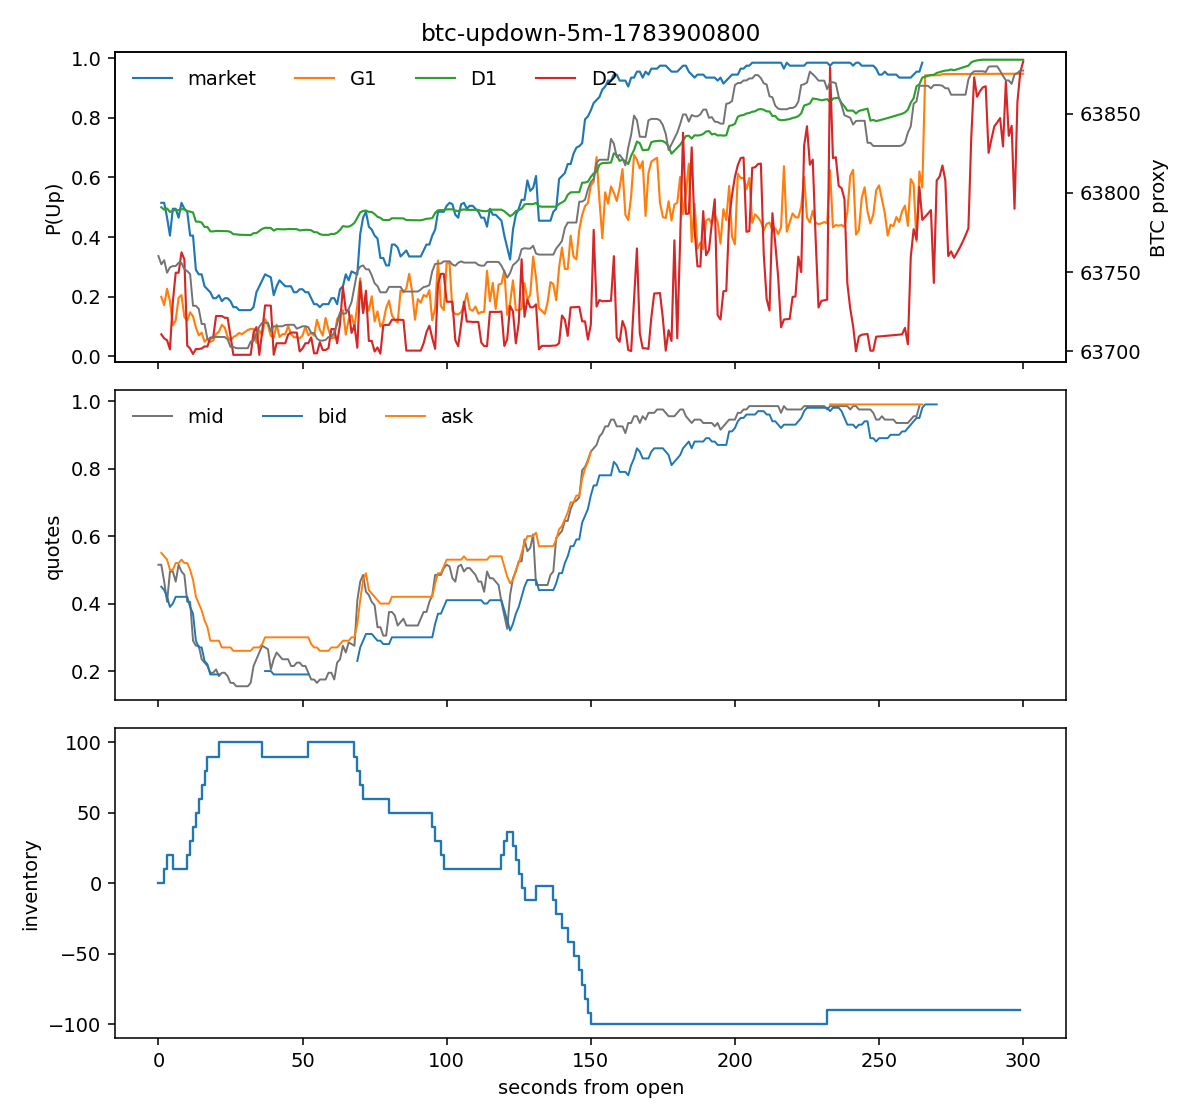 btc-updown-5m-1783900800
market G1 D1 D2
P(Up)
1.0
0.8
0.6
0.4
0.2
0.0
BTC proxy
63850
63800
63750
63700
mid bid ask
quotes
1.0
0.8
0.6
0.4
0.2
inventory
100
50
0
−50
−100
0 50 100 150 200 250 300
seconds from open